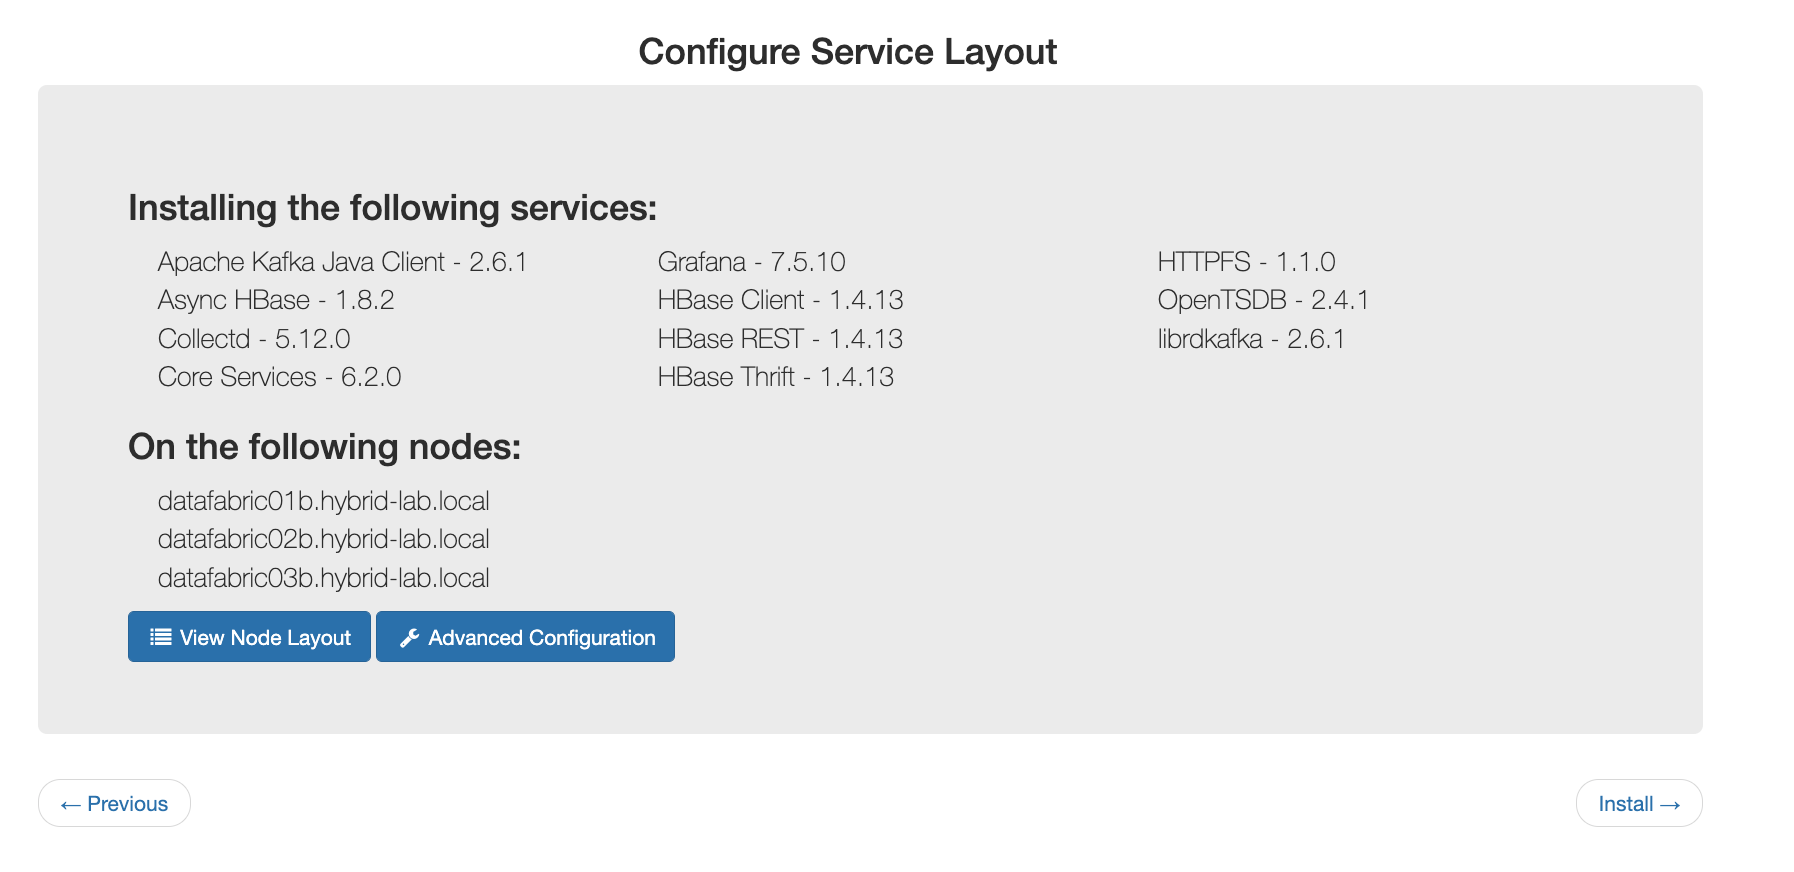 Configure Service Layout
Installing the following services:
Apache Kafka Java Client - 2.6.1
Async HBase - 1.8.2
Collectd - 5.12.0
Core Services - 6.2.0
Grafana - 7.5.10
HBase Client - 1.4.13
HBase REST - 1.4.13
HBase Thrift - 1.4.13
HTTPFS - 1.1.0
OpenTSDB - 2.4.1
librdkafka - 2.6.1
On the following nodes:
datafabric01b.hybrid-lab.local
datafabric02b.hybrid-lab.local
datafabric03b.hybrid-lab.local
View Node Layout
Advanced Configuration
← Previous
Install →